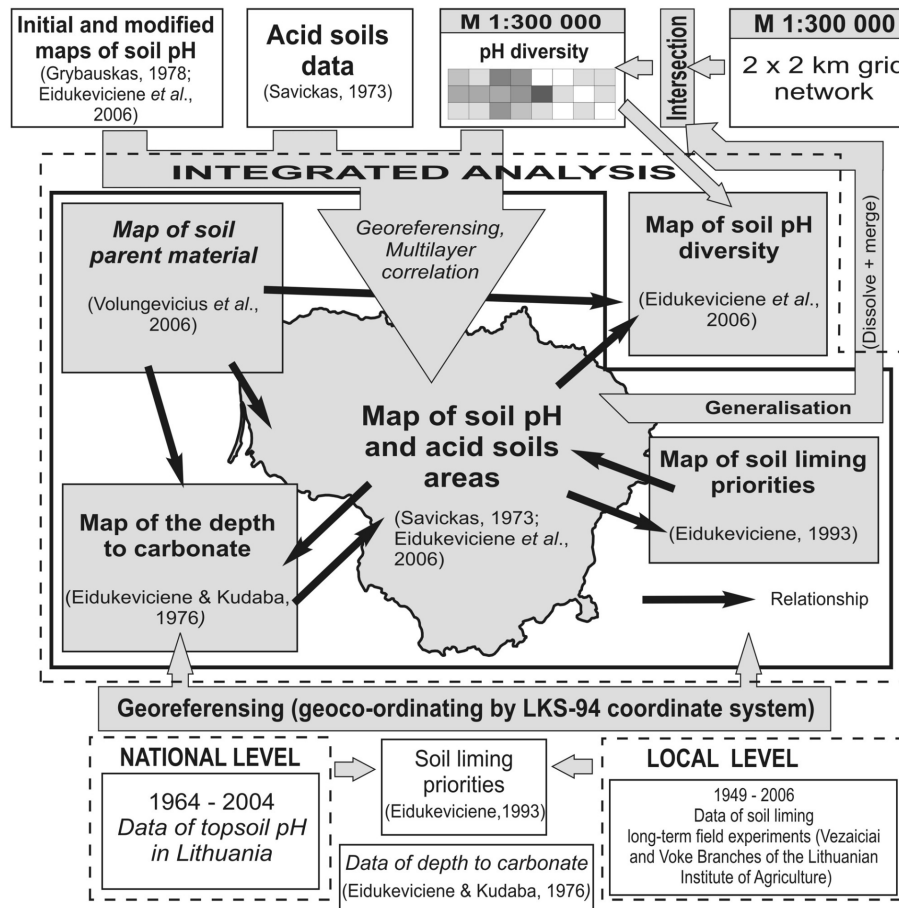 Initial and modified
maps of soil pH
(Grybauskas, 1978;
Eidukeviciene et al.,
2006)
Acid soils
data
(Savickas, 1973)
M 1:300 000
pH diversity
Intersection
M 1:300 000
2 x 2 km grid
network
INTEGRATED ANALYSIS
Georeferensing,
Multilayer
correlation
Map of soil
parent material
(Volungevicius et al.,
2006)
Map of soil pH
diversity
(Eidukeviciene et al.,
2006)
(Dissolve + merge)
Generalisation
Map of soil pH
and acid soils
areas
(Savickas, 1973;
Eidukeviciene et al.,
2006)
Map of soil liming
priorities
(Eidukeviciene, 1993)
Map of the depth
to carbonate
(Eidukeviciene & Kudaba,
1976)
Relationship
Georeferensing (geoco-ordinating by LKS-94 coordinate system)
NATIONAL LEVEL
1964 - 2004
Data of topsoil pH
in Lithuania
Soil liming
priorities
(Eidukeviciene,1993)
Data of depth to carbonate
(Eidukeviciene & Kudaba, 1976)
LOCAL LEVEL
1949 - 2006
Data of soil liming
long-term field experiments (Vezaiciai
and Voke Branches of the Lithuanian
Institute of Agriculture)